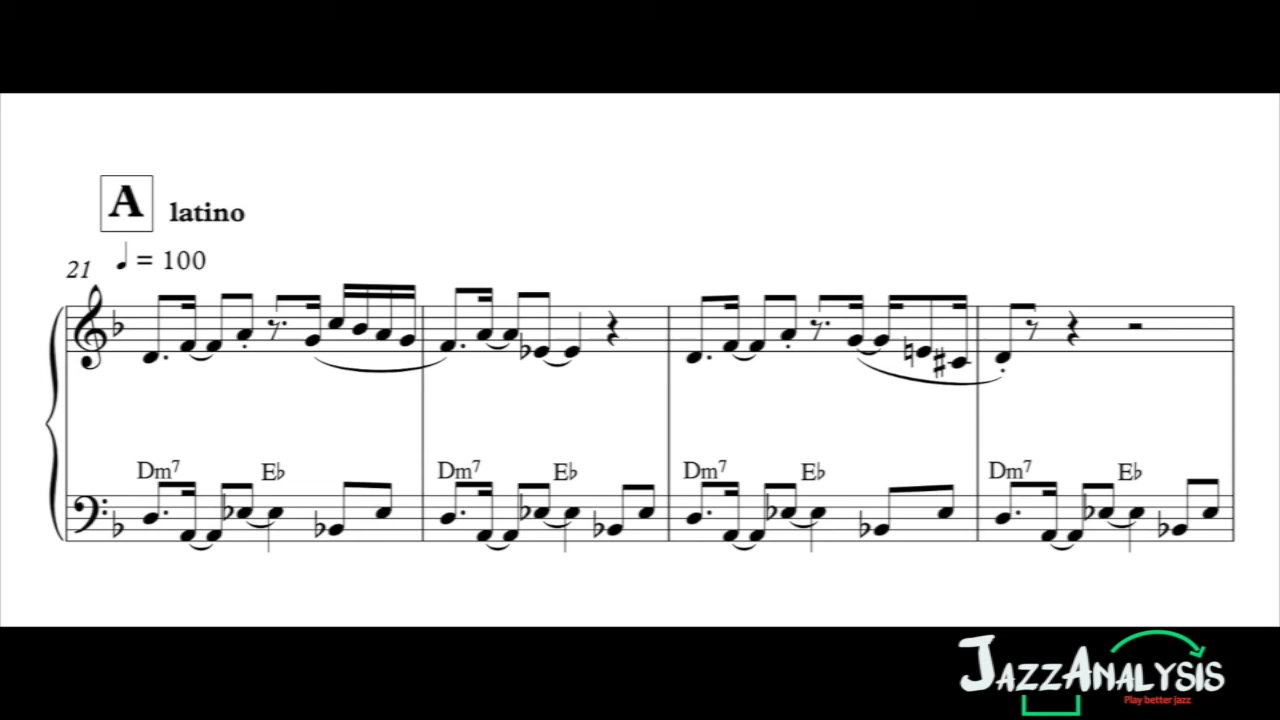 A latino
♩ = 100
21
Dm7 E♭ Dm7 E♭ Dm7 E♭ Dm7 E♭
JAZZANALYSIS
Play better jazz